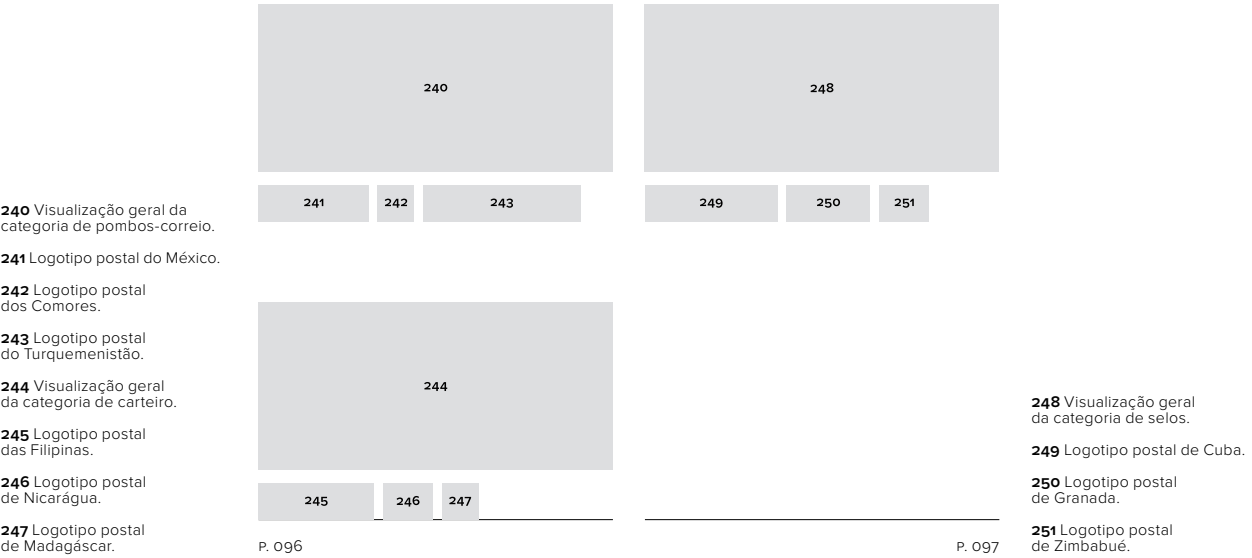 240
248
241
242
243
249
250
251
240 Visualização geral da
categoria de pombos-correio.
241 Logotipo postal do México.
242 Logotipo postal
dos Comores.
243 Logotipo postal
do Turquemenistão.
244 Visualização geral
da categoria de carteiro.
245 Logotipo postal
das Filipinas.
246 Logotipo postal
de Nicarágua.
247 Logotipo postal
de Madagáscar.
244
245
246
247
P. 096
P. 097
248 Visualização geral
da categoria de selos.
249 Logotipo postal de Cuba.
250 Logotipo postal
de Granada.
251 Logotipo postal
de Zimbabué.